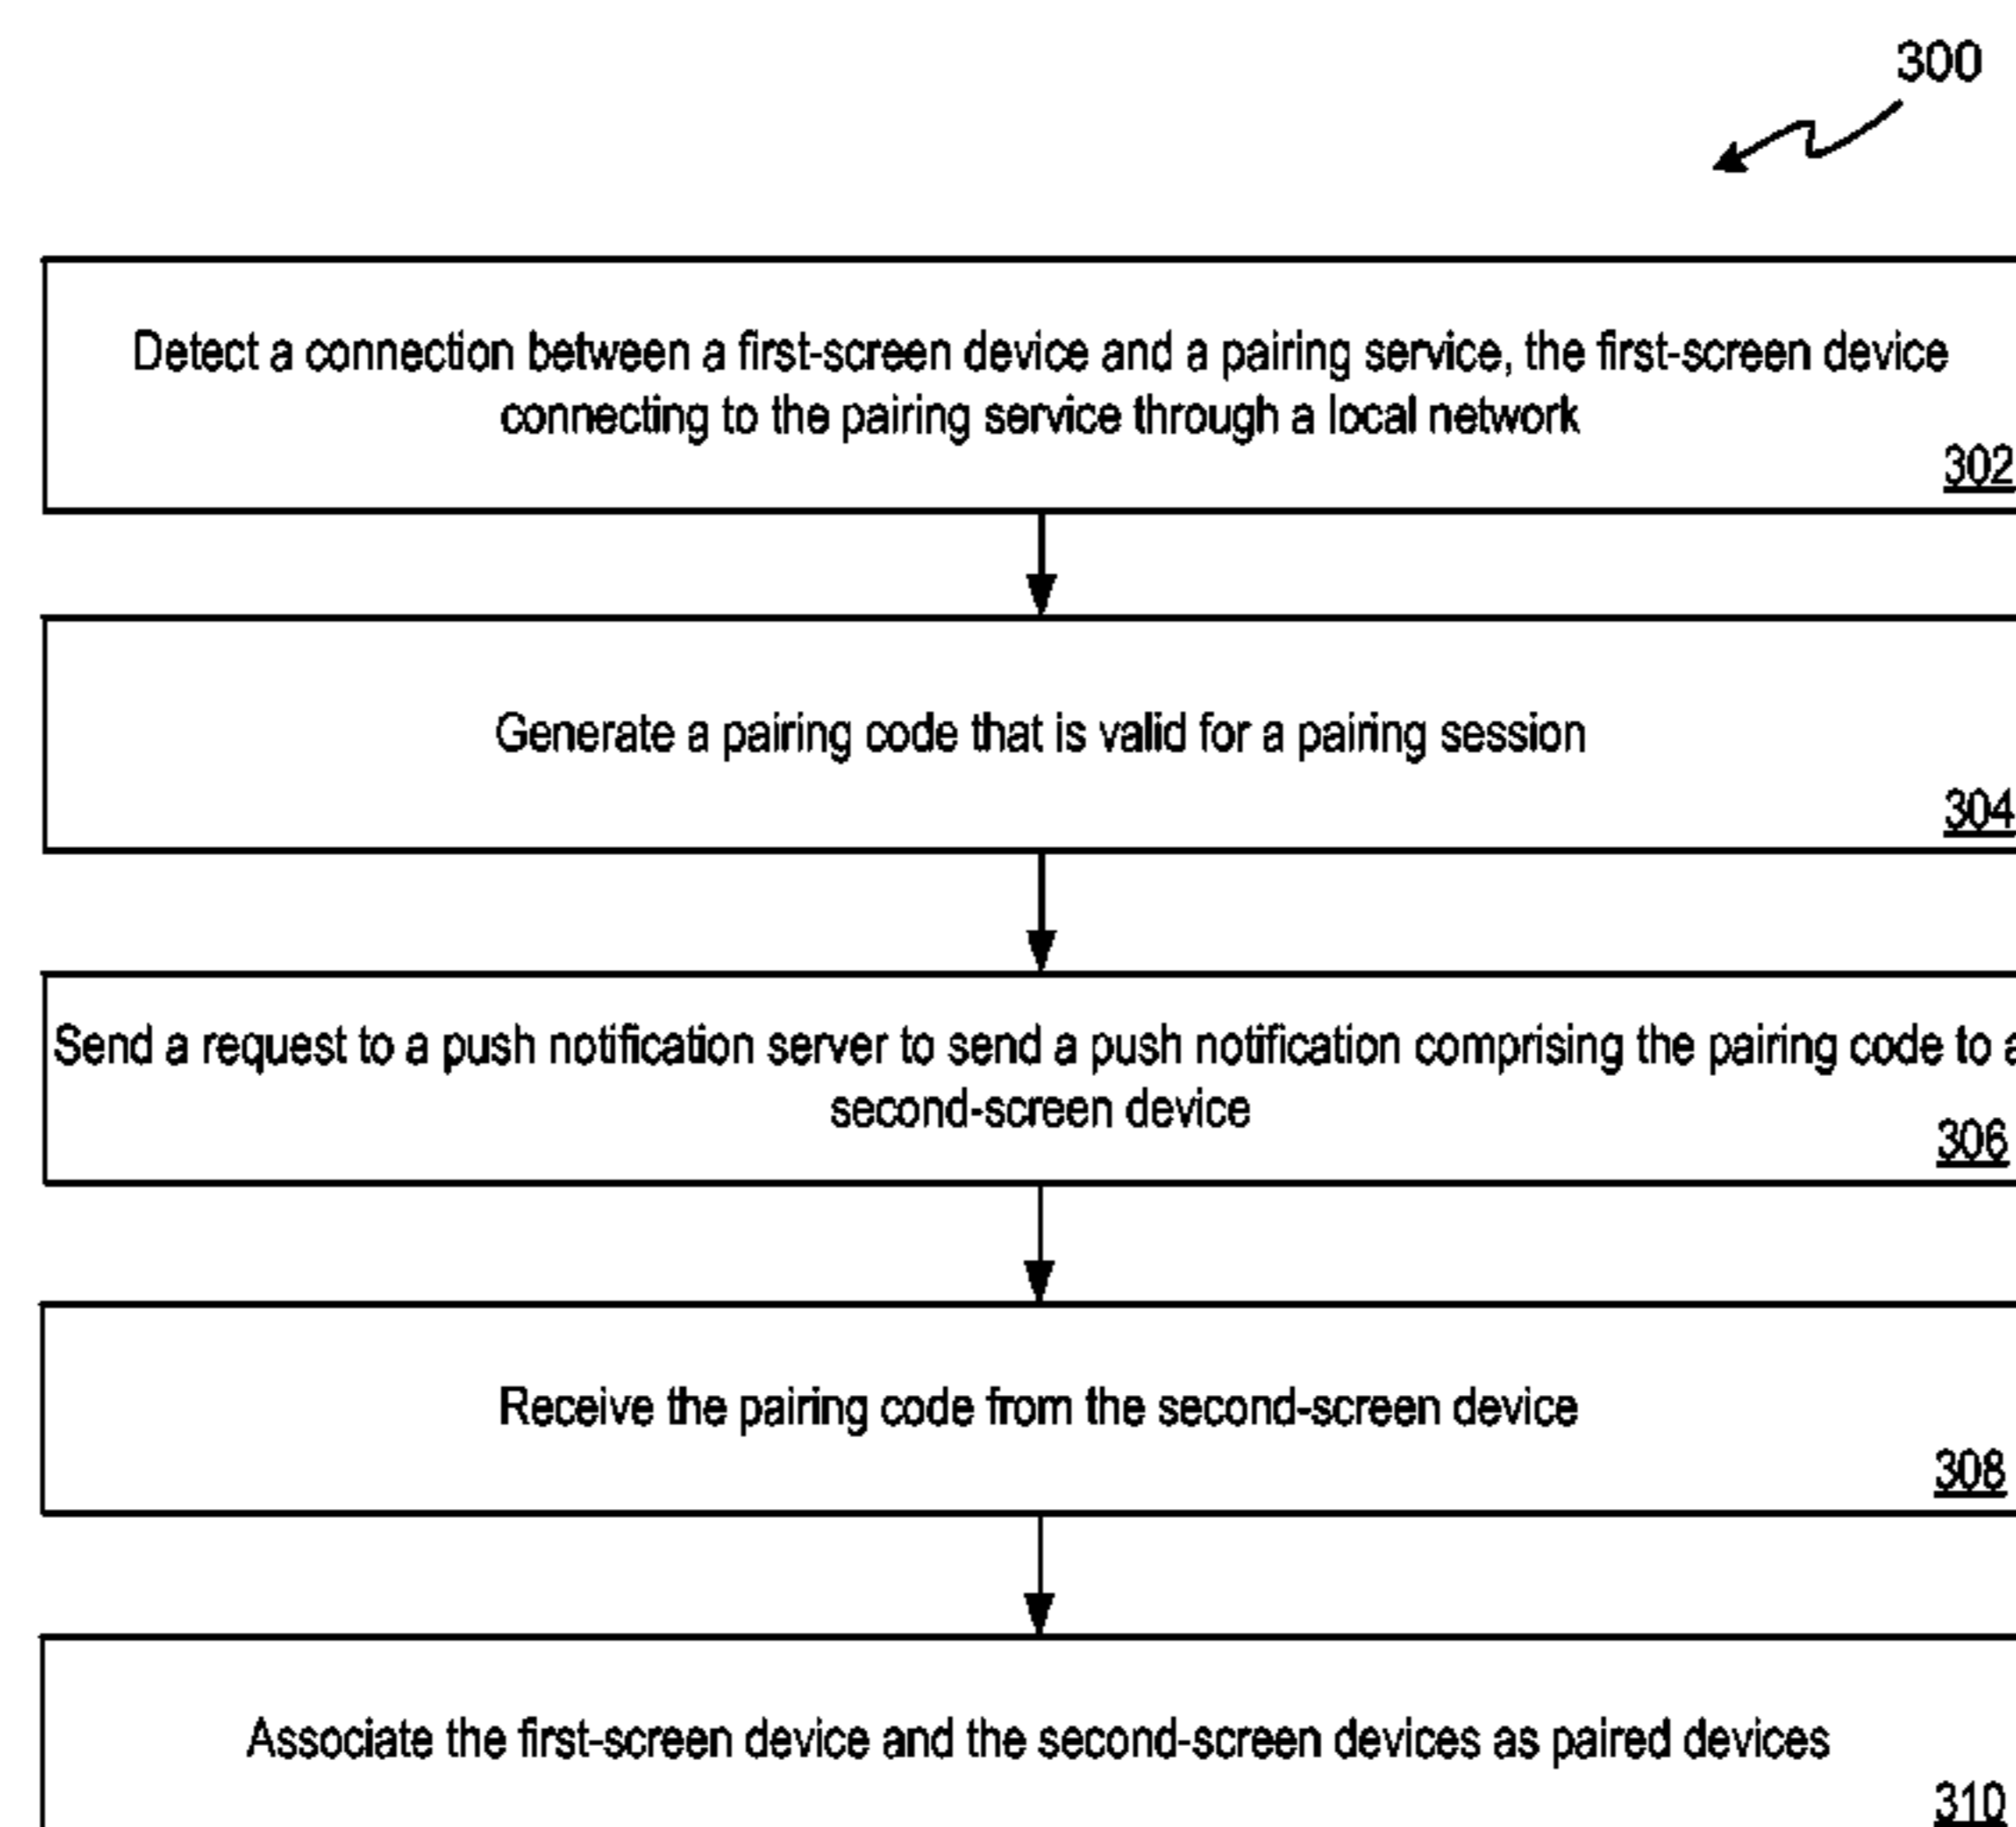 300
Detect a connection between a first-screen device and a pairing service, the first-screen device
connecting to the pairing service through a local network
302
Generate a pairing code that is valid for a pairing session
304
Send a request to a push notification server to send a push notification comprising the pairing code to a
second-screen device
306
Receive the pairing code from the second-screen device
308
Associate the first-screen device and the second-screen devices as paired devices
310